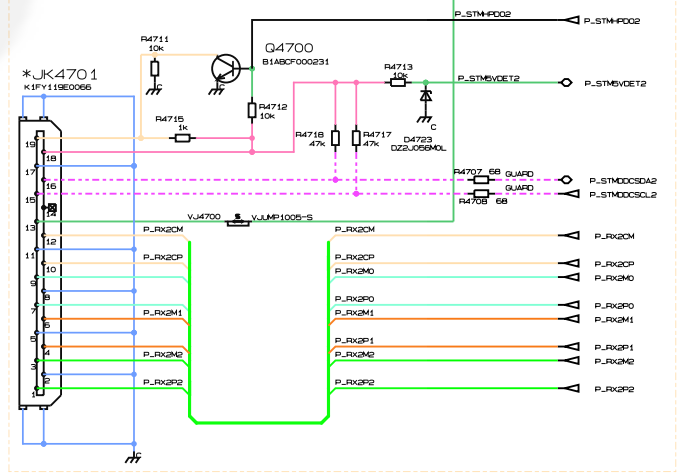 P_STMHPD02
P_STMHPD02
R4711
10k
Q4700
B1ABCF000231
C
C
*JK4701
K1FY119E0066
R4713
10k
P_STM5VDET2
P_STM5VDET2
R4712
10k
R4715
1k
C
R4718
47k
R4717
47k
D4723
DZ2J056M0L
19
18
17
R4707 68 GUARD
P_STMDDCSDA2
16
GUARD
P_STMDDCSCL2
15
R4708 68
14
VJ4700
S
VJUMP1005-S
13
P_RX2CM
P_RX2CM
P_RX2CM
12
11
P_RX2CP
P_RX2CP
P_RX2CP
10
P_RX2M0
P_RX2M0
9
8
P_RX2P0
P_RX2P0
7
P_RX2M1
P_RX2M1
P_RX2M1
6
5
P_RX2P1
P_RX2P1
4
P_RX2M2
P_RX2M2
P_RX2M2
3
2
P_RX2P2
P_RX2P2
P_RX2P2
1
C